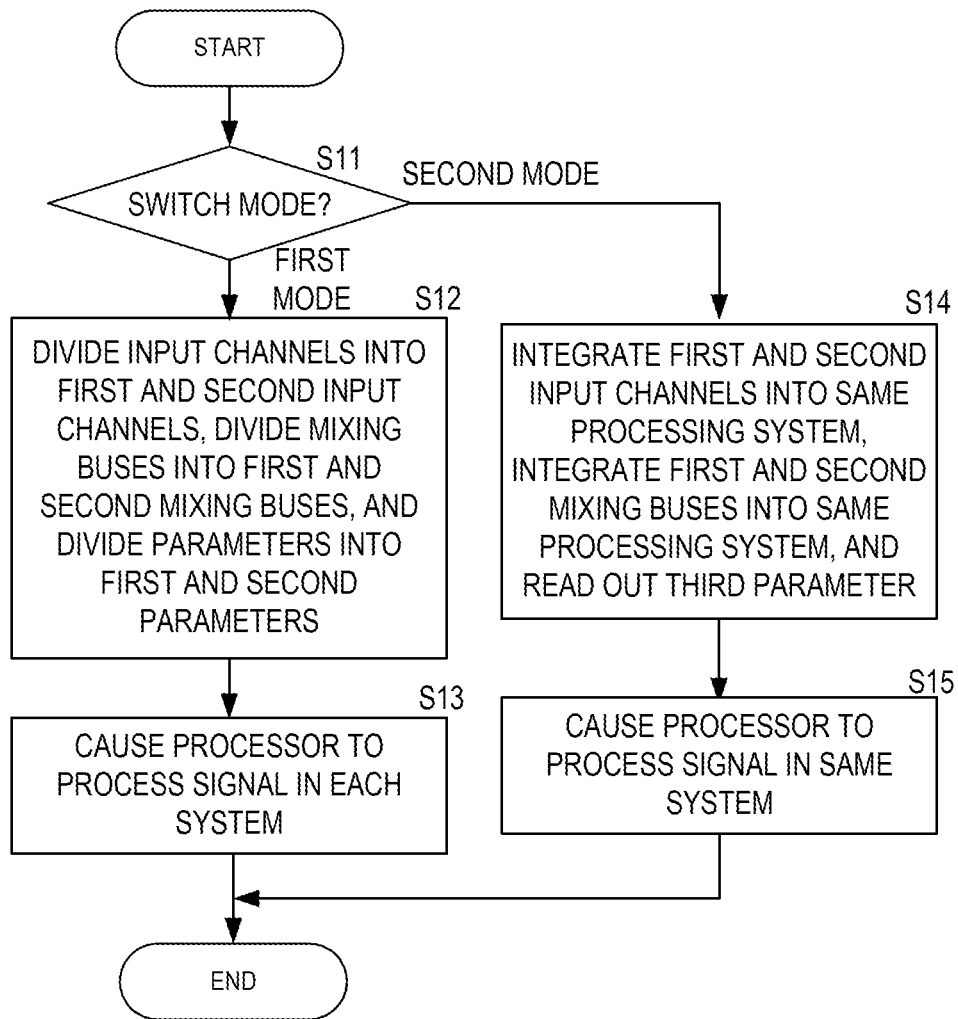 START
S11
SECOND MODE
SWITCH MODE?
FIRST
MODE
S12
DIVIDE INPUT CHANNELS INTO
FIRST AND SECOND INPUT
CHANNELS, DIVIDE MIXING
BUSES INTO FIRST AND
SECOND MIXING BUSES, AND
DIVIDE PARAMETERS INTO
FIRST AND SECOND
PARAMETERS
S14
INTEGRATE FIRST AND SECOND
INPUT CHANNELS INTO SAME
PROCESSING SYSTEM,
INTEGRATE FIRST AND SECOND
MIXING BUSES INTO SAME
PROCESSING SYSTEM, AND
READ OUT THIRD PARAMETER
S13
CAUSE PROCESSOR TO
PROCESS SIGNAL IN EACH
SYSTEM
S15
CAUSE PROCESSOR TO
PROCESS SIGNAL IN SAME
SYSTEM
END